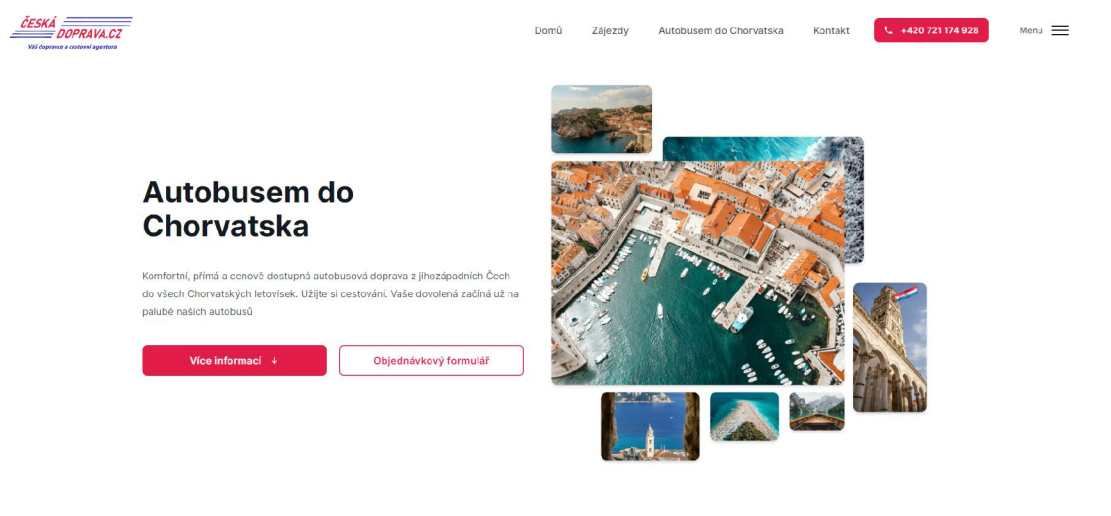 ČESKÁ
DOPRAVA.CZ
Váš dopravce a cestovní agentura
Domů
Zájezdy
Autobusem do Chorvatska
Kontakt
+420 721 174 928
Menu
Autobusem do
Chorvatska
Komfortní, přímá a cenově dostupná autobusová doprava z jihozápadních Čech
do všech Chorvatských letovisek. Užijte si cestování. Vaše dovolená začíná už na
palubě našich autobusů
Více informací
Objednávkový formulář